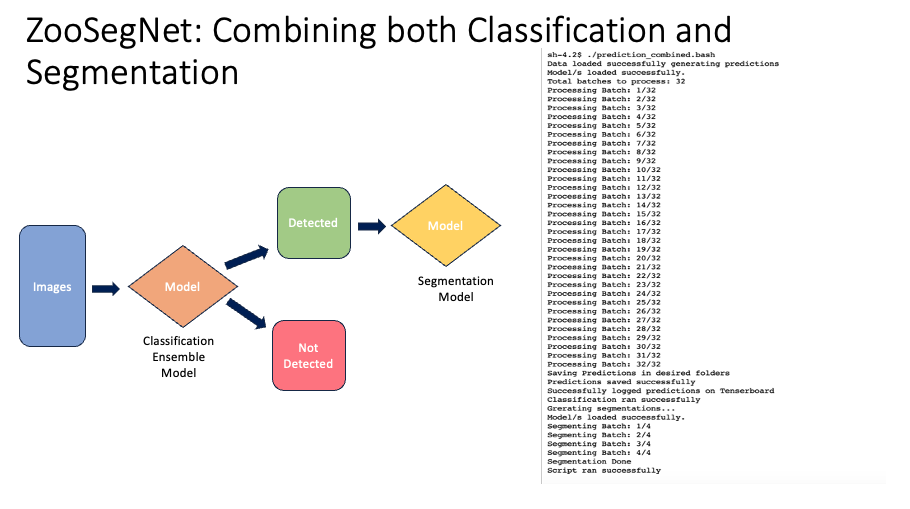 ZooSegNet: Combining both Classification and
Segmentation
Images
Model
Classification
Ensemble
Model
Detected
Not
Detected
Model
Segmentation
Model
sh-4.2$ ./prediction_combined.bash
Data loaded successfully generating predictions
Model/s loaded successfully.
Total batches to process: 32
Processing Batch: 1/32
Processing Batch: 2/32
Processing Batch: 3/32
Processing Batch: 4/32
Processing Batch: 5/32
Processing Batch: 6/32
Processing Batch: 7/32
Processing Batch: 8/32
Processing Batch: 9/32
Processing Batch: 10/32
Processing Batch: 11/32
Processing Batch: 12/32
Processing Batch: 13/32
Processing Batch: 14/32
Processing Batch: 15/32
Processing Batch: 16/32
Processing Batch: 17/32
Processing Batch: 18/32
Processing Batch: 19/32
Processing Batch: 20/32
Processing Batch: 21/32
Processing Batch: 22/32
Processing Batch: 23/32
Processing Batch: 24/32
Processing Batch: 25/32
Processing Batch: 26/32
Processing Batch: 27/32
Processing Batch: 28/32
Processing Batch: 29/32
Processing Batch: 30/32
Processing Batch: 31/32
Processing Batch: 32/32
Saving Predictions in desired folders
Predictions saved successfully
Successfully logged predictions on Tenserboard
Classification ran successfully
Grerating segmentations...
Model/s loaded successfully.
Segmenting Batch: 1/4
Segmenting Batch: 2/4
Segmenting Batch: 3/4
Segmenting Batch: 4/4
Segmentation Done
Script ran successfully